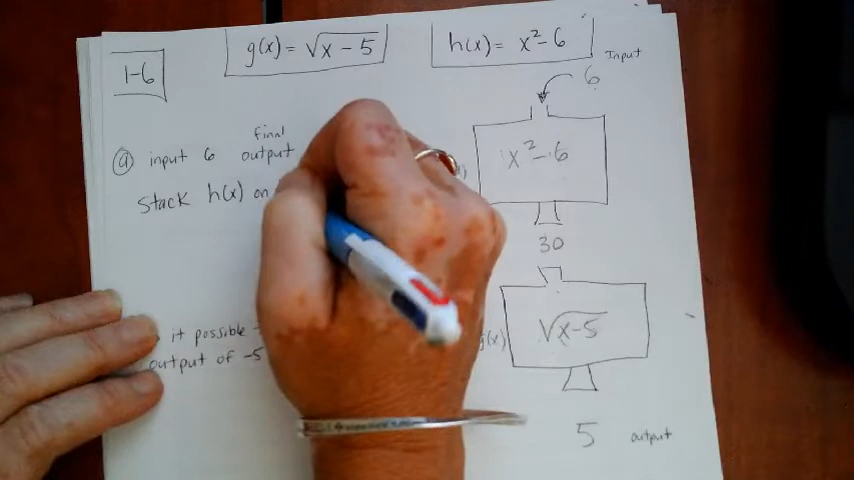 1-6
g(x) = √x-5
h(x) = x²-6
Input
6
ⓐ input 6 final output
Stack h(x) on
x²-6
30
it possible
output of -5
g(x)
√x-5
5 output